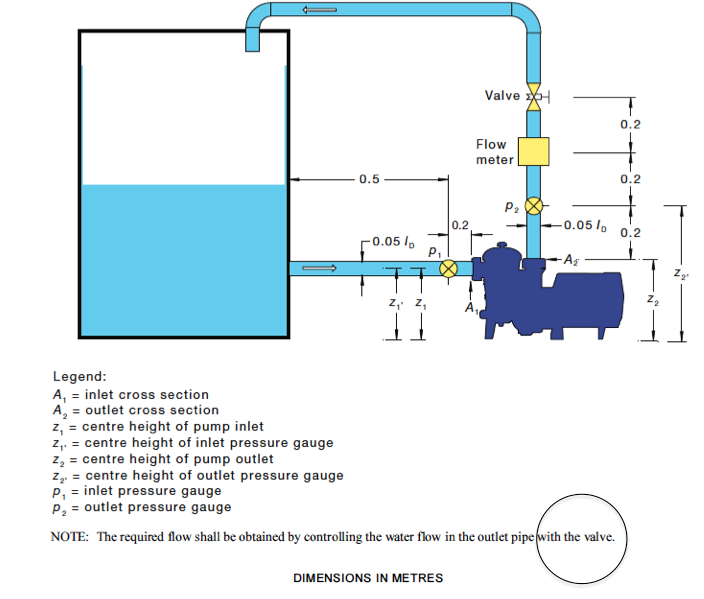 Valve
0.2
Flow
meter
0.5
0.2
P₂
0.2
0.05 I_D
0.2
0.05 I_D
P₁
A₂
z₂'
z₁' z₁
A₁
z₂
Legend:
A₁ = inlet cross section
A₂ = outlet cross section
z₁ = centre height of pump inlet
z₁' = centre height of inlet pressure gauge
z₂ = centre height of pump outlet
z₂' = centre height of outlet pressure gauge
P₁ = inlet pressure gauge
P₂ = outlet pressure gauge
NOTE: The required flow shall be obtained by controlling the water flow in the outlet pipe with the valve.
DIMENSIONS IN METRES